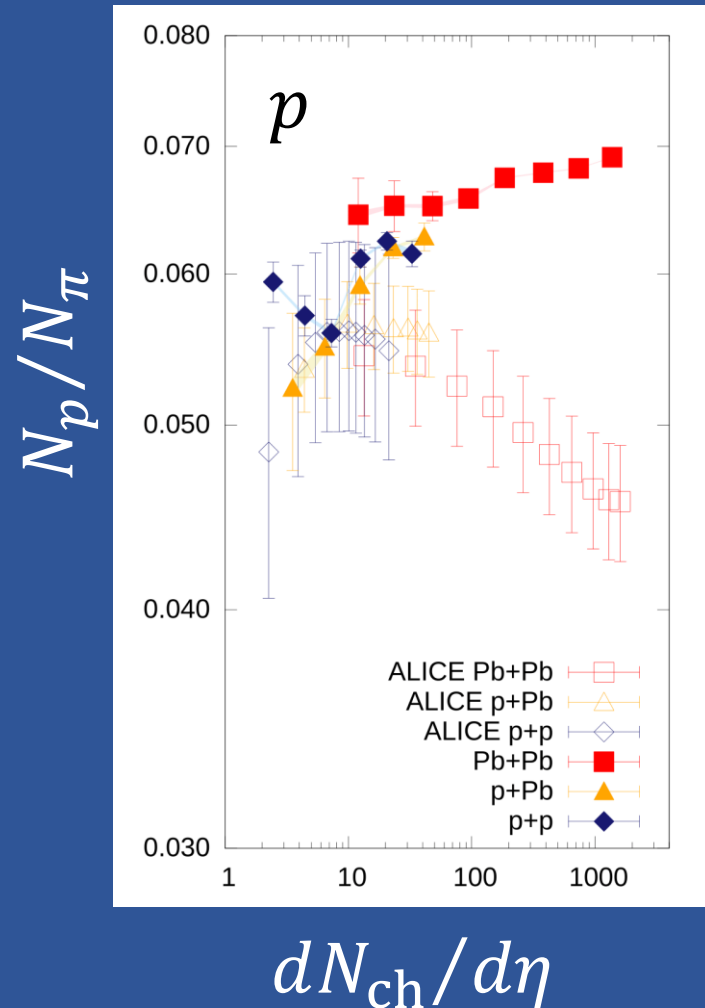 0.080
p
0.070
0.060
0.050
0.040
0.030
N_p/N_π
ALICE Pb+Pb
ALICE p+Pb
ALICE p+p
Pb+Pb
p+Pb
p+p
1 10 100 1000
dN_ch/dη